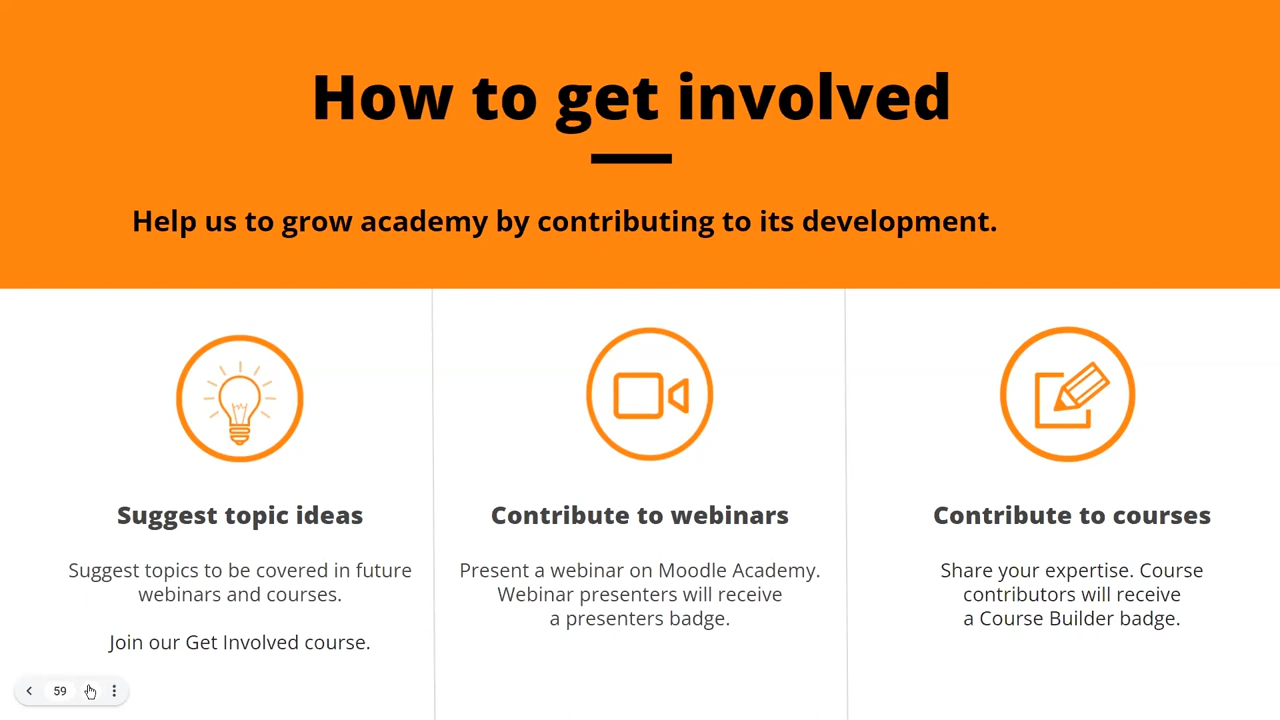 How to get involved
Help us to grow academy by contributing to its development.
Suggest topic ideas
Suggest topics to be covered in future
webinars and courses.
Join our Get Involved course.
Contribute to webinars
Present a webinar on Moodle Academy.
Webinar presenters will receive
a presenters badge.
Contribute to courses
Share your expertise. Course
contributors will receive
a Course Builder badge.
59